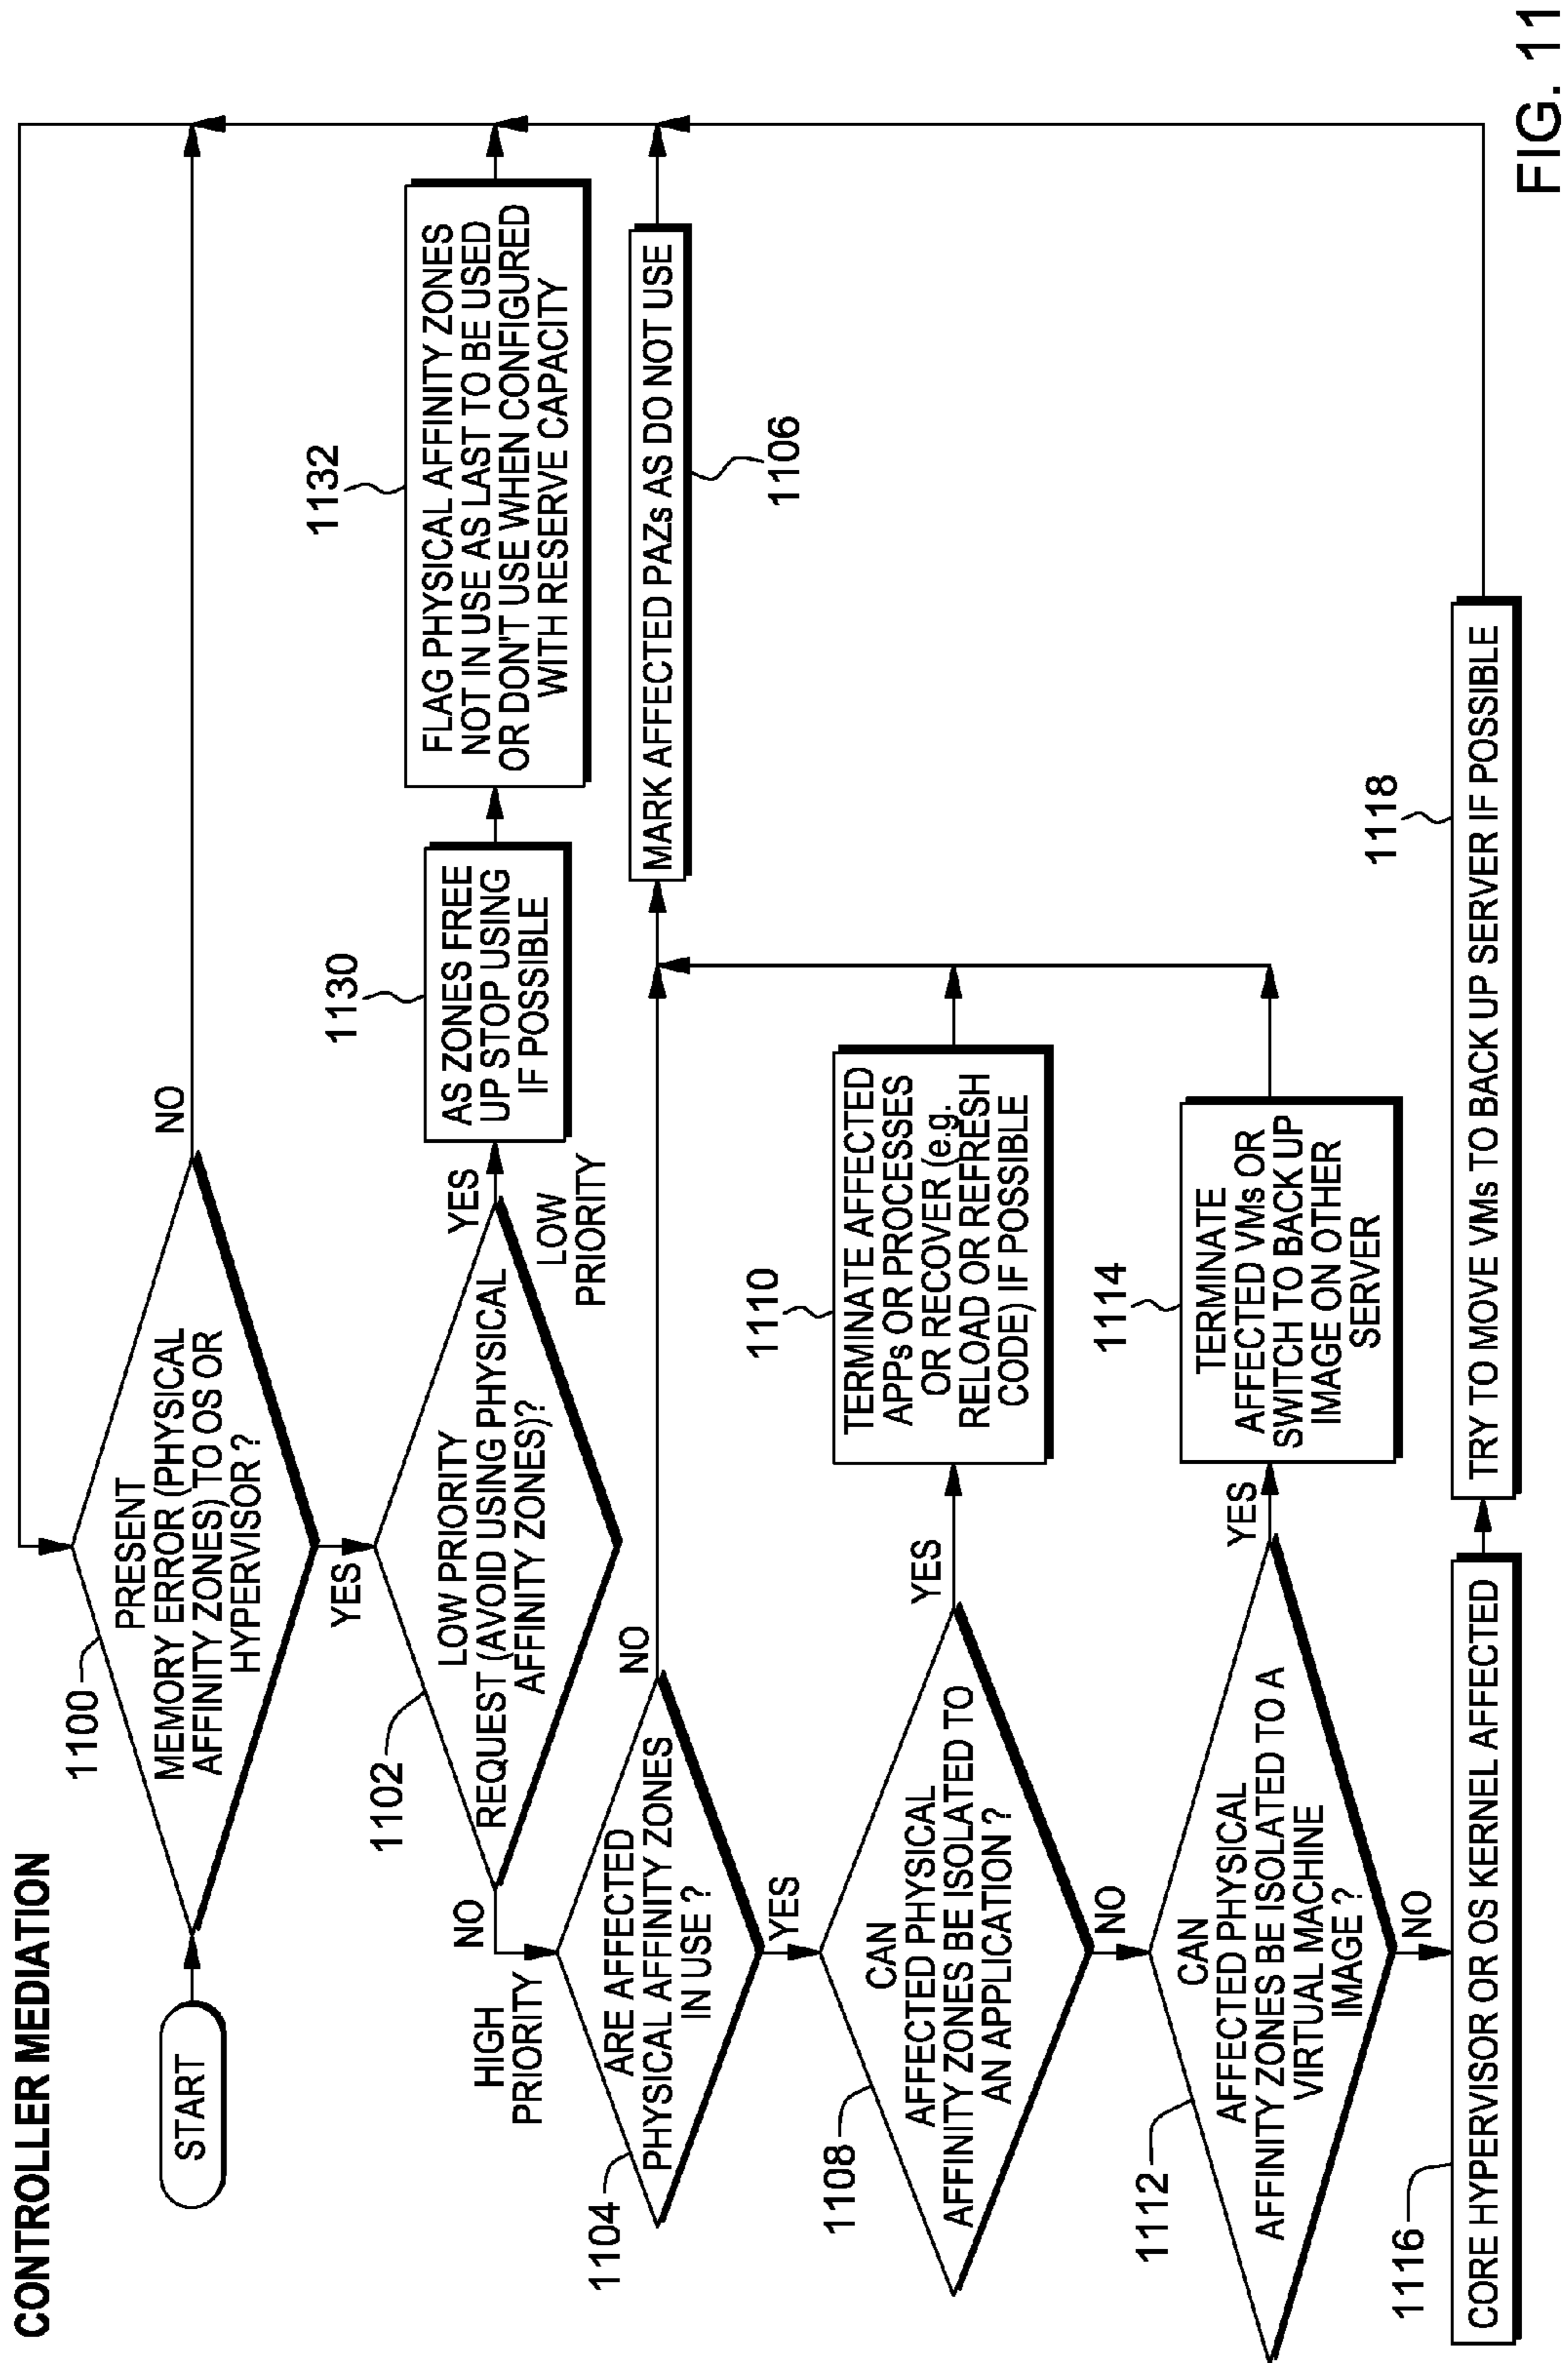 CONTROLLER MEDIATION
START
1100
PRESENT
MEMORY ERROR (PHYSICAL
AFFINITY ZONES) TO OS OR
HYPERVISOR ?
NO
YES
1102
LOW PRIORITY
REQUEST (AVOID USING PHYSICAL
AFFINITY ZONES)?
YES
LOW
PRIORITY
1130
AS ZONES FREE
UP STOP USING
IF POSSIBLE
1132
FLAG PHYSICAL AFFINITY ZONES
NOT IN USE AS LAST TO BE USED
OR DON'T USE WHEN CONFIGURED
WITH RESERVE CAPACITY
NO
HIGH
PRIORITY
1104
ARE AFFECTED
PHYSICAL AFFINITY ZONES
IN USE ?
NO
MARK AFFECTED PAZs AS DO NOT USE
1106
YES
1108
CAN
AFFECTED PHYSICAL
AFFINITY ZONES BE ISOLATED TO
AN APPLICATION ?
YES
1110
TERMINATE AFFECTED
APPs OR PROCESSES
OR RECOVER (e.g.
RELOAD OR REFRESH
CODE) IF POSSIBLE
NO
1112
CAN
AFFECTED PHYSICAL
AFFINITY ZONES BE ISOLATED TO A
VIRTUAL MACHINE
IMAGE ?
YES
1114
TERMINATE
AFFECTED VMs OR
SWITCH TO BACK UP
IMAGE ON OTHER
SERVER
NO
1116
CORE HYPERVISOR OR OS KERNEL AFFECTED
1118
TRY TO MOVE VMs TO BACK UP SERVER IF POSSIBLE
FIG. 11